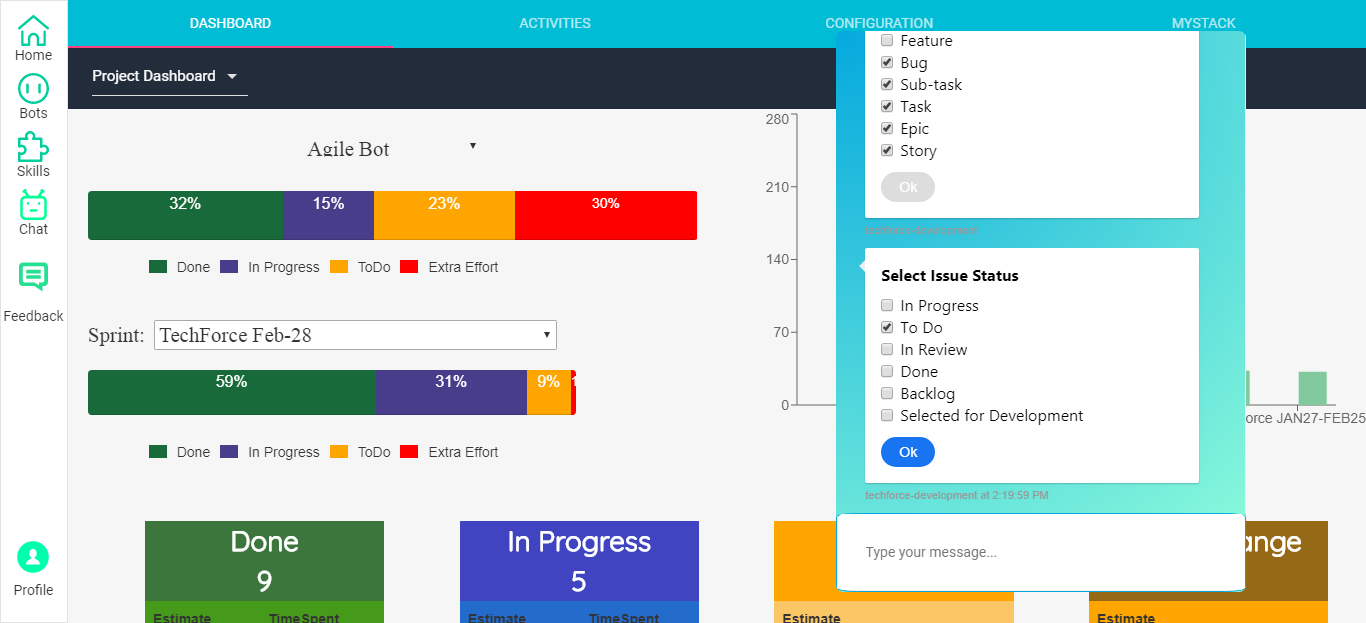 DASHBOARD
ACTIVITIES
CONFIGURATION
MYSTACK
Home
Bots
Skills
Chat
Feedback
Profile
Project Dashboard
Agile Bot
32%
15%
23%
30%
Done
In Progress
ToDo
Extra Effort
Sprint:
TechForce Feb-28
59%
31%
9%
Done
In Progress
ToDo
Extra Effort
280
210
140
70
0
orce JAN27-FEB25
Feature
Bug
Sub-task
Task
Epic
Story
Ok
techforce-development
Select Issue Status
In Progress
To Do
In Review
Done
Backlog
Selected for Development
Ok
techforce-development at 2:19:59 PM
Type your message...
Done
9
Estimate TimeSpent
In Progress
5
Estimate TimeSpent
Estimate
ange
Estimate